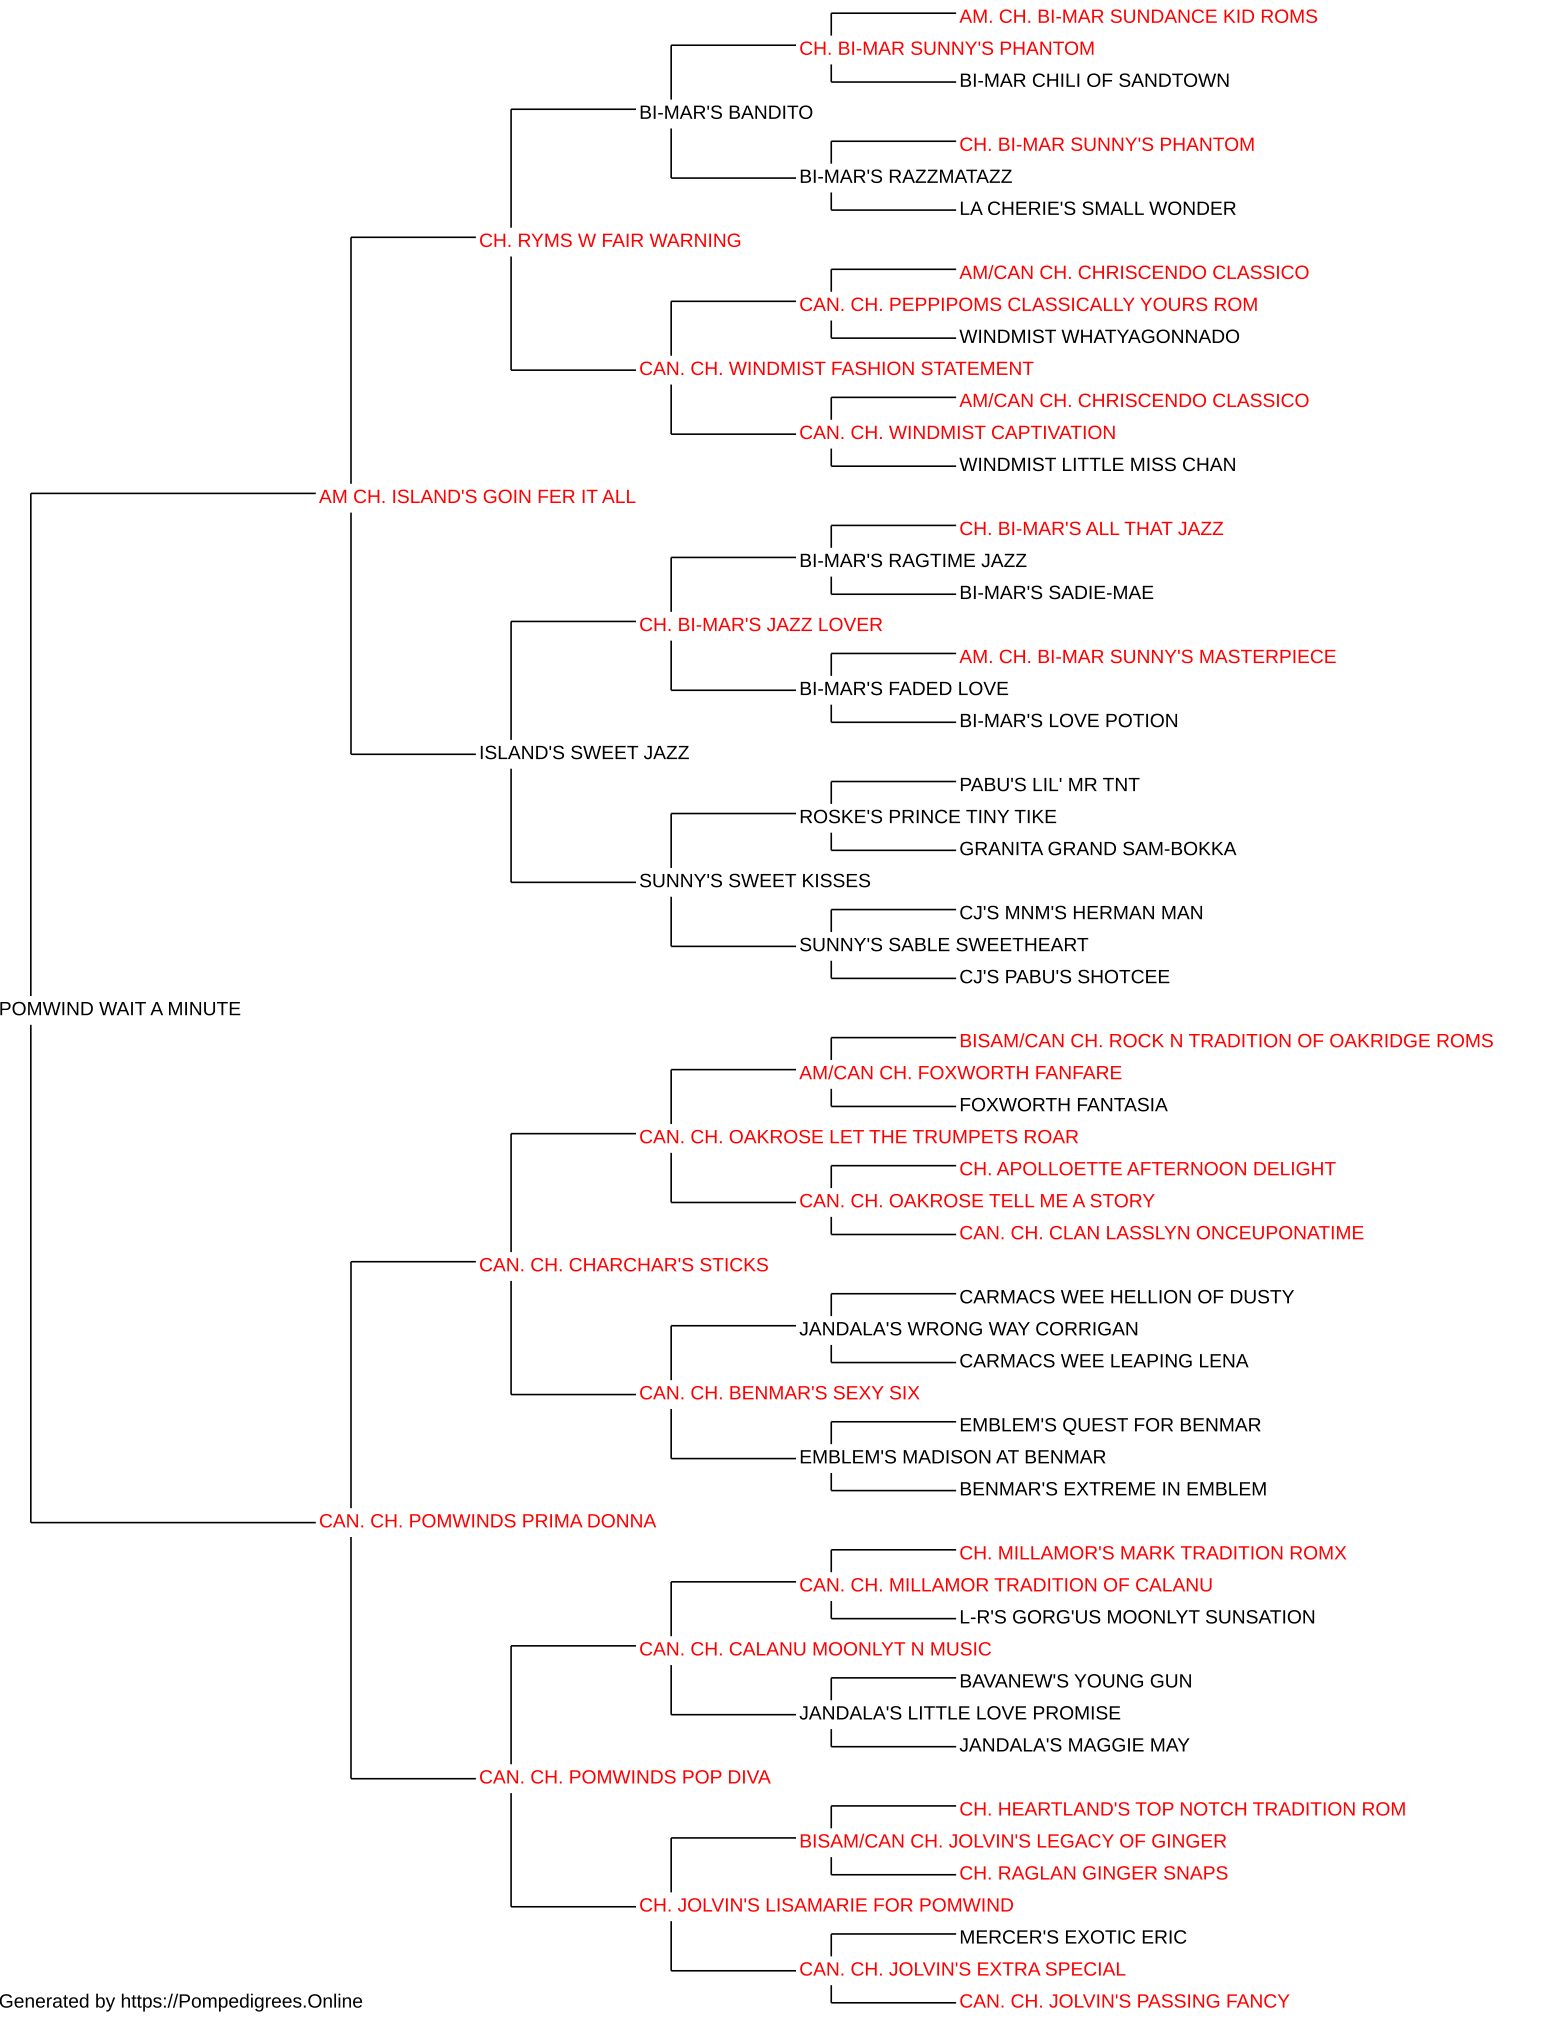 AM. CH. BI-MAR SUNDANCE KID ROMS
CH. BI-MAR SUNNY'S PHANTOM
BI-MAR CHILI OF SANDTOWN
BI-MAR'S BANDITO
CH. BI-MAR SUNNY'S PHANTOM
BI-MAR'S RAZZMATAZZ
LA CHERIE'S SMALL WONDER
CH. RYMS W FAIR WARNING
AM/CAN CH. CHRISCENDO CLASSICO
CAN. CH. PEPPIPOMS CLASSICALLY YOURS ROM
WINDMIST WHATYAGONNADO
CAN. CH. WINDMIST FASHION STATEMENT
AM/CAN CH. CHRISCENDO CLASSICO
CAN. CH. WINDMIST CAPTIVATION
WINDMIST LITTLE MISS CHAN
AM CH. ISLAND'S GOIN FER IT ALL
CH. BI-MAR'S ALL THAT JAZZ
BI-MAR'S RAGTIME JAZZ
BI-MAR'S SADIE-MAE
CH. BI-MAR'S JAZZ LOVER
AM. CH. BI-MAR SUNNY'S MASTERPIECE
BI-MAR'S FADED LOVE
BI-MAR'S LOVE POTION
ISLAND'S SWEET JAZZ
PABU'S LIL' MR TNT
ROSKE'S PRINCE TINY TIKE
GRANITA GRAND SAM-BOKKA
SUNNY'S SWEET KISSES
CJ'S MNM'S HERMAN MAN
SUNNY'S SABLE SWEETHEART
CJ'S PABU'S SHOTCEE
POMWIND WAIT A MINUTE
BISAM/CAN CH. ROCK N TRADITION OF OAKRIDGE ROMS
AM/CAN CH. FOXWORTH FANFARE
FOXWORTH FANTASIA
CAN. CH. OAKROSE LET THE TRUMPETS ROAR
CH. APOLLOETTE AFTERNOON DELIGHT
CAN. CH. OAKROSE TELL ME A STORY
CAN. CH. CLAN LASSLYN ONCEUPONATIME
CAN. CH. CHARCHAR'S STICKS
CARMACS WEE HELLION OF DUSTY
JANDALA'S WRONG WAY CORRIGAN
CARMACS WEE LEAPING LENA
CAN. CH. BENMAR'S SEXY SIX
EMBLEM'S QUEST FOR BENMAR
EMBLEM'S MADISON AT BENMAR
BENMAR'S EXTREME IN EMBLEM
CAN. CH. POMWINDS PRIMA DONNA
CH. MILLAMOR'S MARK TRADITION ROMX
CAN. CH. MILLAMOR TRADITION OF CALANU
L-R'S GORG'US MOONLYT SUNSATION
CAN. CH. CALANU MOONLYT N MUSIC
BAVANEW'S YOUNG GUN
JANDALA'S LITTLE LOVE PROMISE
JANDALA'S MAGGIE MAY
CAN. CH. POMWINDS POP DIVA
CH. HEARTLAND'S TOP NOTCH TRADITION ROM
BISAM/CAN CH. JOLVIN'S LEGACY OF GINGER
CH. RAGLAN GINGER SNAPS
CH. JOLVIN'S LISAMARIE FOR POMWIND
MERCER'S EXOTIC ERIC
CAN. CH. JOLVIN'S EXTRA SPECIAL
CAN. CH. JOLVIN'S PASSING FANCY
Generated by https://Pompedigrees.Online